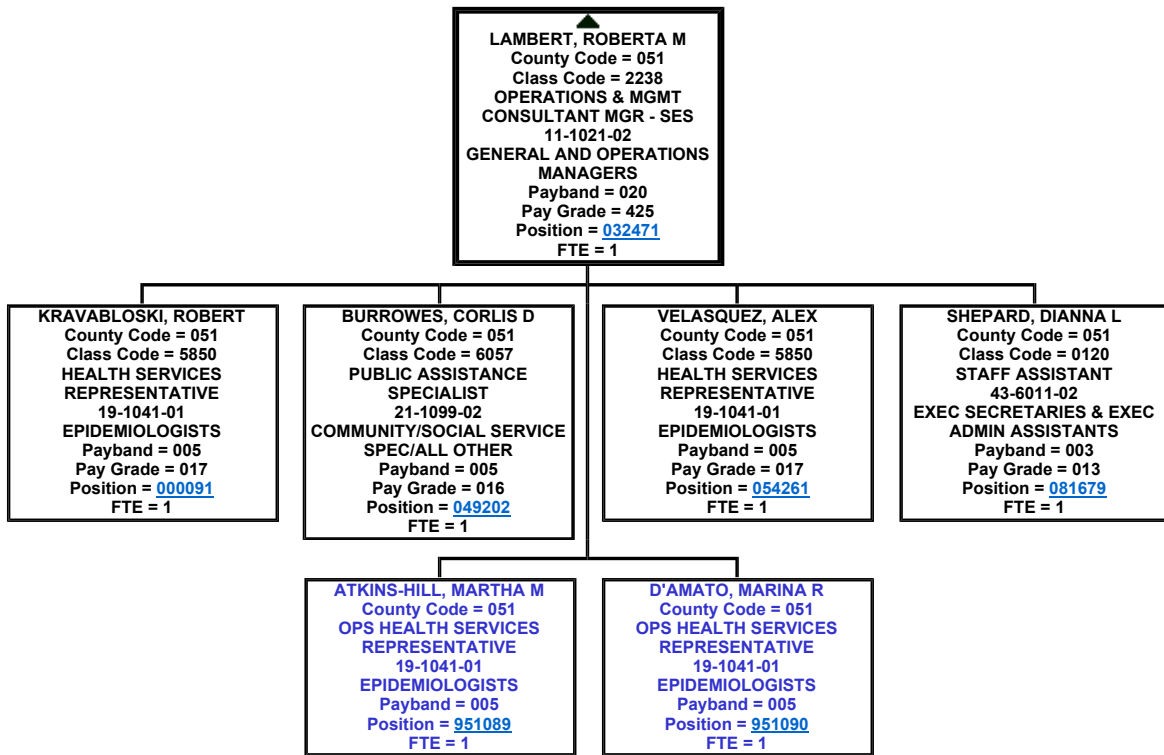 LAMBERT, ROBERTA M
County Code = 051
Class Code = 2238
OPERATIONS & MGMT
CONSULTANT MGR - SES
11-1021-02
GENERAL AND OPERATIONS
MANAGERS
Payband = 020
Pay Grade = 425
Position = 032471
FTE = 1
KRAVABLOSKI, ROBERT
County Code = 051
Class Code = 5850
HEALTH SERVICES
REPRESENTATIVE
19-1041-01
EPIDEMIOLOGISTS
Payband = 005
Pay Grade = 017
Position = 000091
FTE = 1
BURROWES, CORLIS D
County Code = 051
Class Code = 6057
PUBLIC ASSISTANCE
SPECIALIST
21-1099-02
COMMUNITY/SOCIAL SERVICE
SPEC/ALL OTHER
Payband = 005
Pay Grade = 016
Position = 049202
FTE = 1
VELASQUEZ, ALEX
County Code = 051
Class Code = 5850
HEALTH SERVICES
REPRESENTATIVE
19-1041-01
EPIDEMIOLOGISTS
Payband = 005
Pay Grade = 017
Position = 054261
FTE = 1
SHEPARD, DIANNA L
County Code = 051
Class Code = 0120
STAFF ASSISTANT
43-6011-02
EXEC SECRETARIES & EXEC
ADMIN ASSISTANTS
Payband = 003
Pay Grade = 013
Position = 081679
FTE = 1
ATKINS-HILL, MARTHA M
County Code = 051
OPS HEALTH SERVICES
REPRESENTATIVE
19-1041-01
EPIDEMIOLOGISTS
Payband = 005
Position = 951089
FTE = 1
D'AMATO, MARINA R
County Code = 051
OPS HEALTH SERVICES
REPRESENTATIVE
19-1041-01
EPIDEMIOLOGISTS
Payband = 005
Position = 951090
FTE = 1